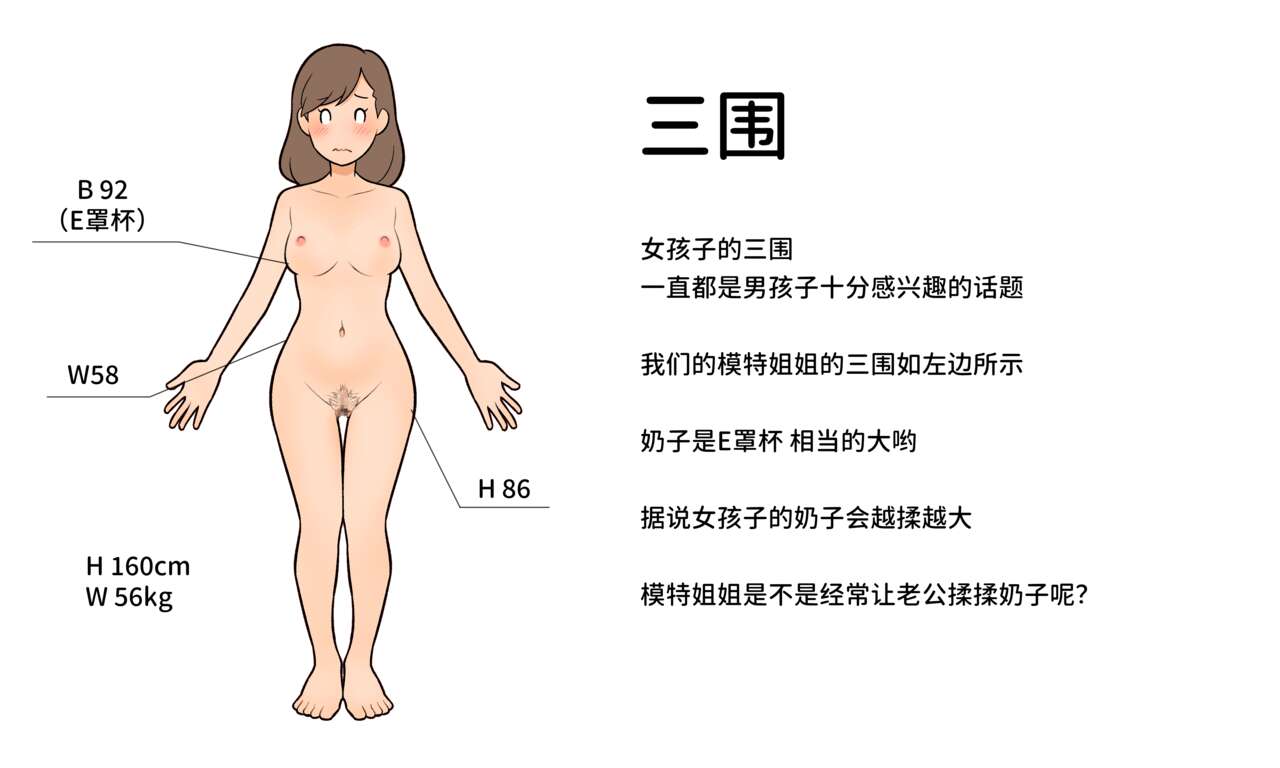 三围
B 92
（E罩杯）
W58
H 86
H 160cm
W 56kg
女孩子的三围
一直都是男孩子十分感兴趣的话题
我们的模特姐姐的三围如左边所示
奶子是E罩杯 相当的大哟
据说女孩子的奶子会越揉越大
模特姐姐是不是经常让老公揉揉奶子呢？